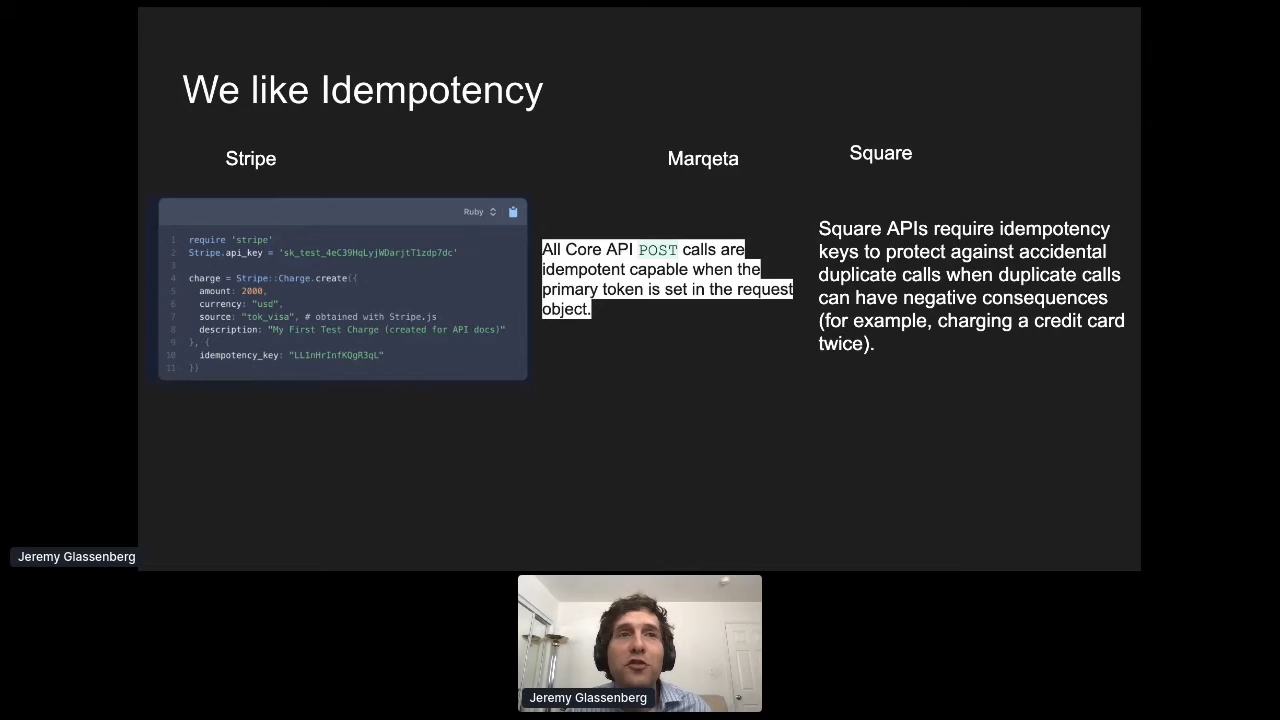 We like Idempotency
Stripe
Marqeta
Square
Ruby
1 require 'stripe'
2 Stripe.api_key = 'sk_test_4eC39HqLyjWDarjtT1zdp7dc'
3
4 charge = Stripe::Charge.create({
5 amount: 2000,
6 currency: "usd",
7 source: "tok_visa", # obtained with Stripe.js
8 description: "My First Test Charge (created for API docs)"
9 }, {
10 idempotency_key: "LL1nHrInfKQgR3qL"
11 })
All Core API POST calls are
idempotent capable when the
primary token is set in the request
object.
Square APIs require idempotency
keys to protect against accidental
duplicate calls when duplicate calls
can have negative consequences
(for example, charging a credit card
twice).
Jeremy Glassenberg
Jeremy Glassenberg